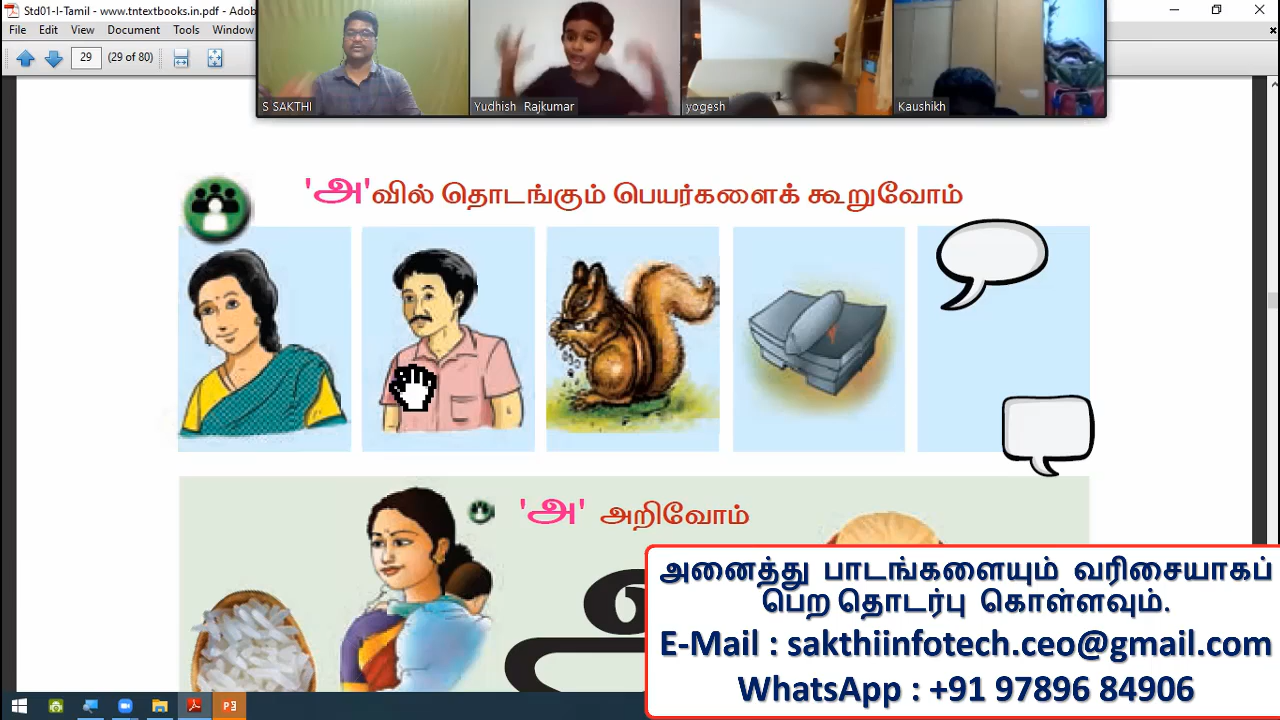 Std01-I-Tamil - www.tntextbooks.in.pdf - Adob
File Edit View Document Tools Window
29 (29 of 80)
S SAKTHI
Yudhish Rajkumar
yogesh
Kaushikh
'அ'வில் தொடங்கும் பெயர்களைக் கூறுவோம்
'அ' அறிவோம்
அனைத்து பாடங்களையும் வரிசையாகப்
பெற தொடர்பு கொள்ளவும்.
E-Mail : sakthiinfotech.ceo@gmail.com
WhatsApp : +91 97896 84906